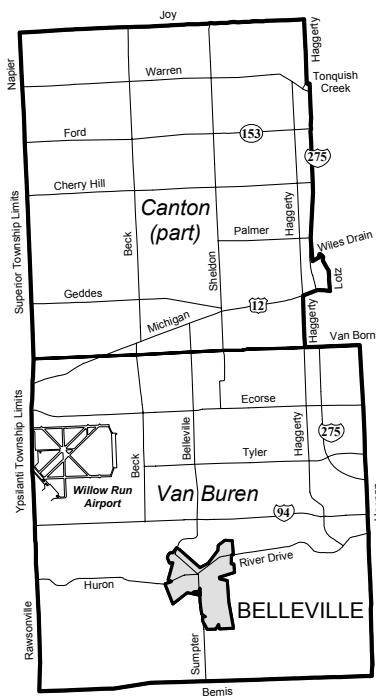 Joy
Napier
Haggerty
Warren
Tonquish
Creek
Ford
153
275
Cherry Hill
Superior Township Limits
Canton
(part)
Beck
Sheldon
Palmer
Haggerty
Wiles Drain
Lotz
Geddes
Michigan
12
Haggerty
Van Born
Ypsilanti Township Limits
Ecorse
Beck
Belleville
Haggerty
275
Tyler
Willow Run
Airport
Van Buren
94
Huron
River Drive
BELLEVILLE
Rawsonville
Sumpter
Bemis